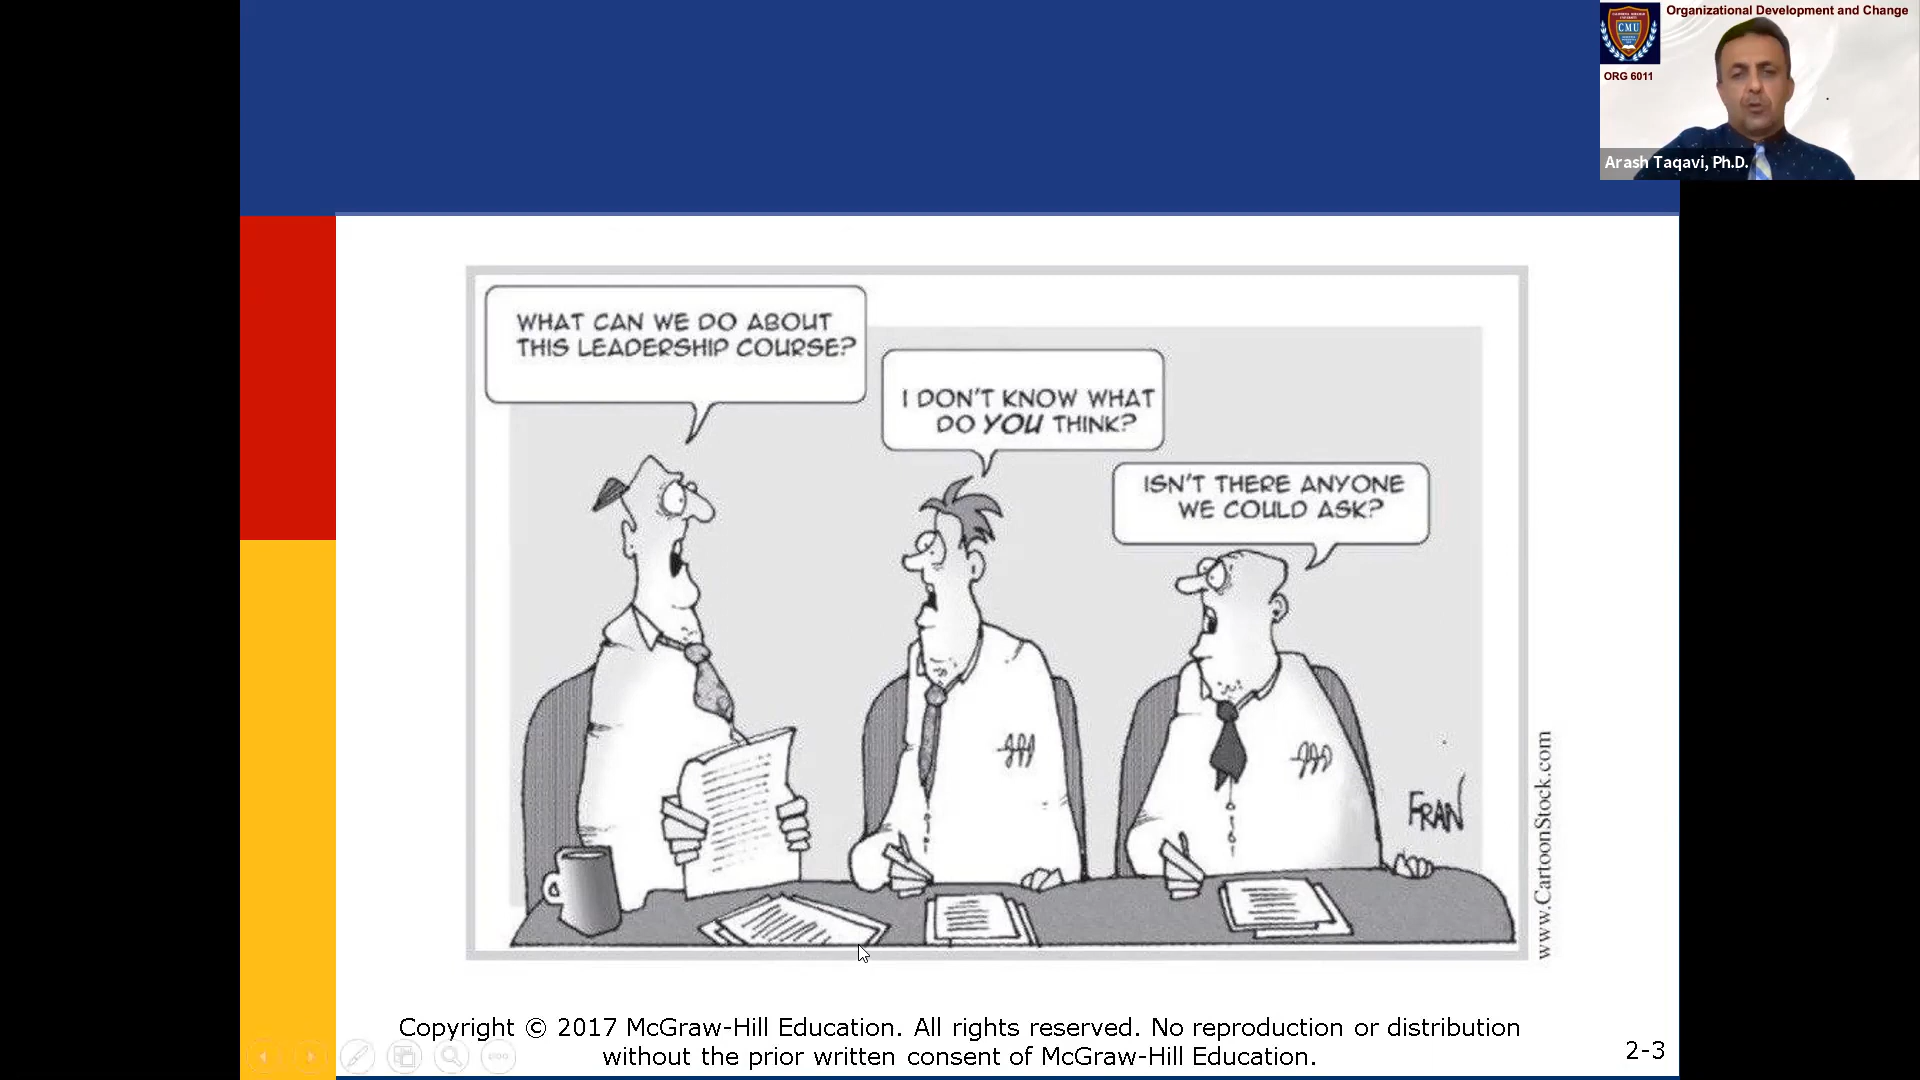 Organizational Development and Change
CMU
ORG 6011
Arash Taqavi, Ph.D.
WHAT CAN WE DO ABOUT
THIS LEADERSHIP COURSE?
I DON'T KNOW WHAT
DO YOU THINK?
ISN'T THERE ANYONE
WE COULD ASK?
FRAN
www.CartoonStock.com
Copyright © 2017 McGraw-Hill Education. All rights reserved. No reproduction or distribution
without the prior written consent of McGraw-Hill Education.
2-3